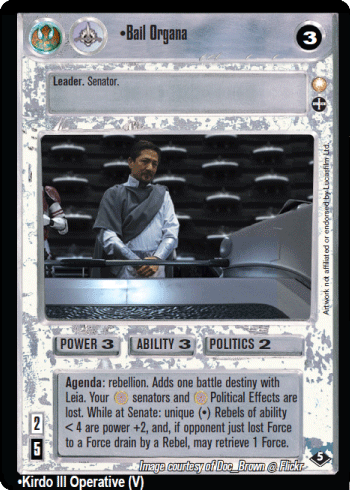 •Bail Organa
3
Leader. Senator.
Artwork not affiliated or endorsed by Lucasfilm Ltd.
POWER 3 ABILITY 3 POLITICS 2
Agenda: rebellion. Adds one battle destiny with
Leia. Your senators and Political Effects are
lost. While at Senate: unique (•) Rebels of ability
< 4 are power +2, and, if opponent just lost Force
to a Force drain by a Rebel, may retrieve 1 Force.
2
5
5
Image courtesy of Doc_Brown @ Flickr
•Kirdo III Operative (V)